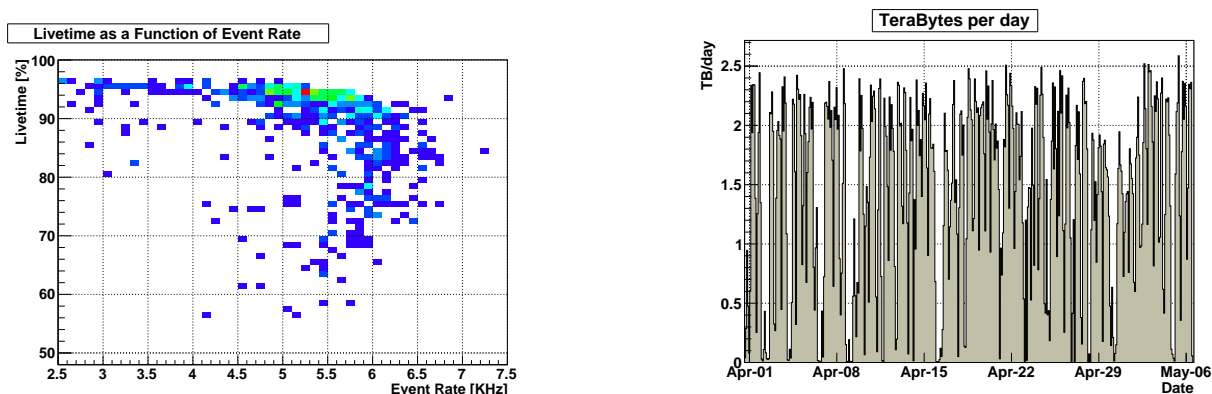 Livetime as a Function of Event Rate
Livetime [%]
100
90
80
70
60
50
2.5 3 3.5 4 4.5 5 5.5 6 6.5 7 7.5
Event Rate [KHz]
TeraBytes per day
TB/day
2.5
2
1.5
1
0.5
0
Apr-01 Apr-08 Apr-15 Apr-22 Apr-29 May-06
Date